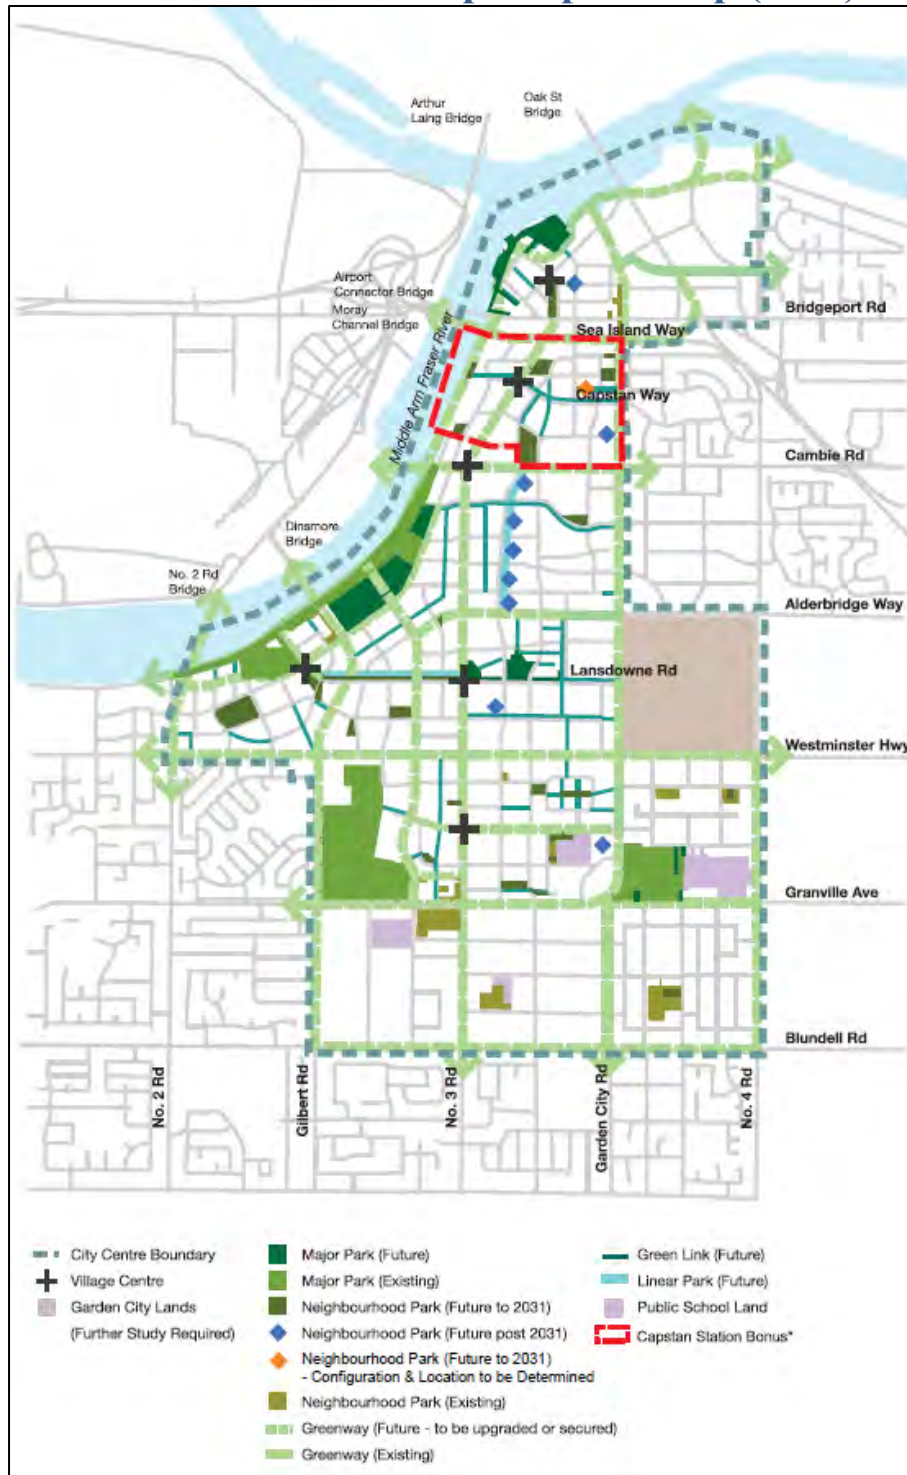 Arthur
Laing Bridge
Oak St
Bridge
Airport
Connector Bridge
Moray
Channel Bridge
Bridgeport Rd
Sea Island Way
Middle Arm Fraser River
Capstan Way
Cambie Rd
Dinsmore
Bridge
No. 2 Rd
Bridge
Alderbridge Way
Lansdowne Rd
Westminster Hwy
Granville Ave
Blundell Rd
No. 2 Rd
Gilbert Rd
No. 3 Rd
Garden City Rd
No. 4 Rd
City Centre Boundary
Village Centre
Garden City Lands
(Further Study Required)
Major Park (Future)
Major Park (Existing)
Neighbourhood Park (Future to 2031)
Neighbourhood Park (Future post 2031)
Neighbourhood Park (Future to 2031)
- Configuration & Location to be Determined
Neighbourhood Park (Existing)
Greenway (Future - to be upgraded or secured)
Greenway (Existing)
Green Link (Future)
Linear Park (Future)
Public School Land
Capstan Station Bonus*